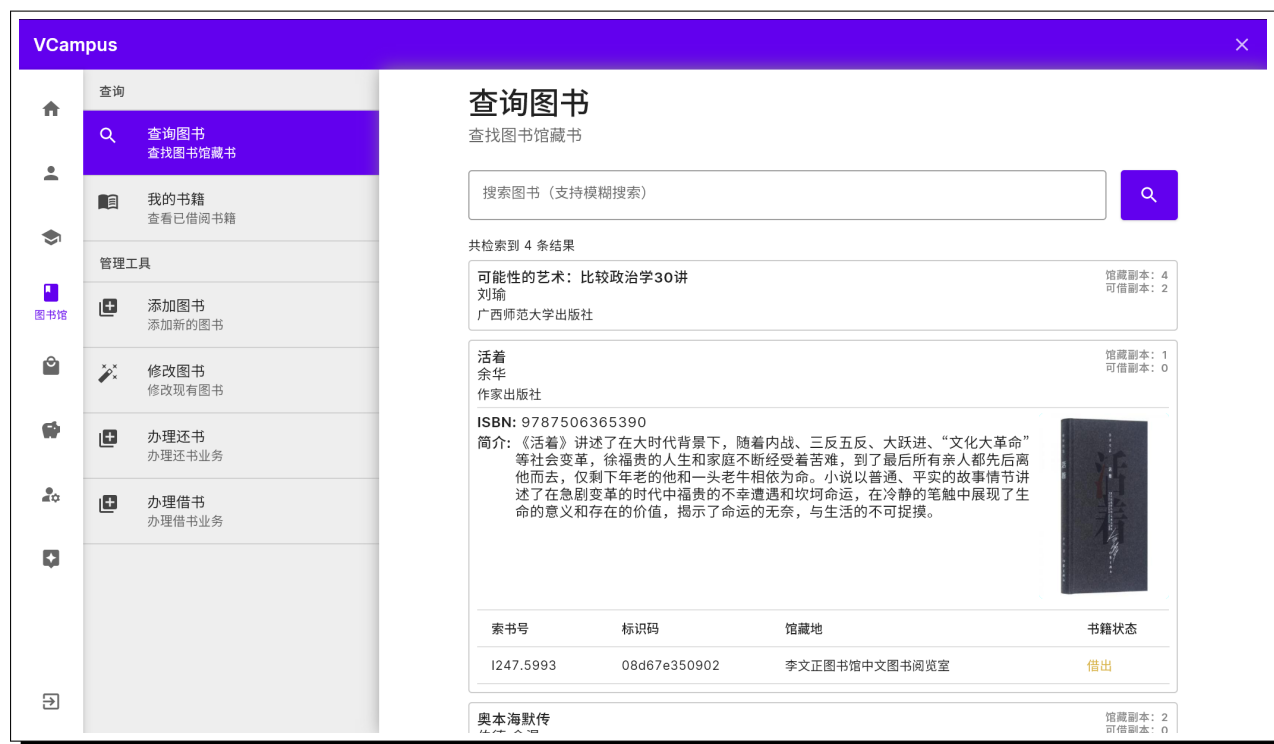 VCampus
查询
查询图书
查找图书馆藏书
我的书籍
查看已借阅书籍
管理工具
添加图书
添加新的图书
修改图书
修改现有图书
办理还书
办理还书业务
办理借书
办理借书业务
图书馆
查询图书
查找图书馆藏书
搜索图书（支持模糊搜索）
共检索到 4 条结果
可能性的艺术：比较政治学30讲
刘瑜
广西师范大学出版社
馆藏副本：4
可借副本：2
活着
余华
作家出版社
馆藏副本：1
可借副本：0
ISBN: 9787506365390
简介: 《活着》讲述了在大时代背景下，随着内战、三反五反、大跃进、“文化大革命”
等社会变革，徐福贵的人生和家庭不断经受着苦难，到了最后所有亲人都先后离
他而去，仅剩下年老的他和一头老牛相依为命。小说以普通、平实的故事情节讲
述了在急剧变革的时代中福贵的不幸遭遇和坎坷命运，在冷静的笔触中展现了生
命的意义和存在的价值，揭示了命运的无奈，与生活的不可捉摸。
活着
索书号 标识码 馆藏地 书籍状态
I247.5993 08d67e350902 李文正图书馆中文图书阅览室 借出
奥本海默传
馆藏副本：2
可借副本：0